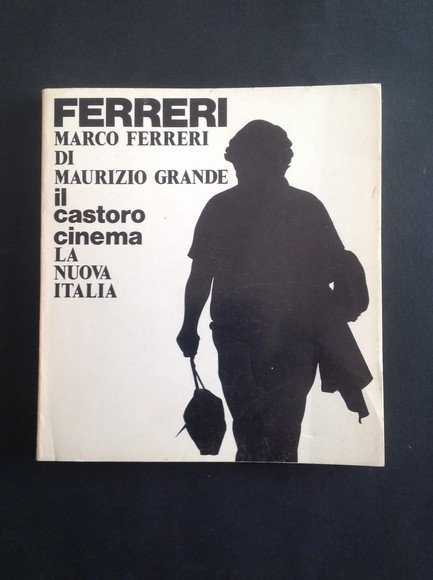 FERRERI
MARCO FERRERI
DI
MAURIZIO GRANDE
il
castoro
cinema
LA
NUOVA
ITALIA